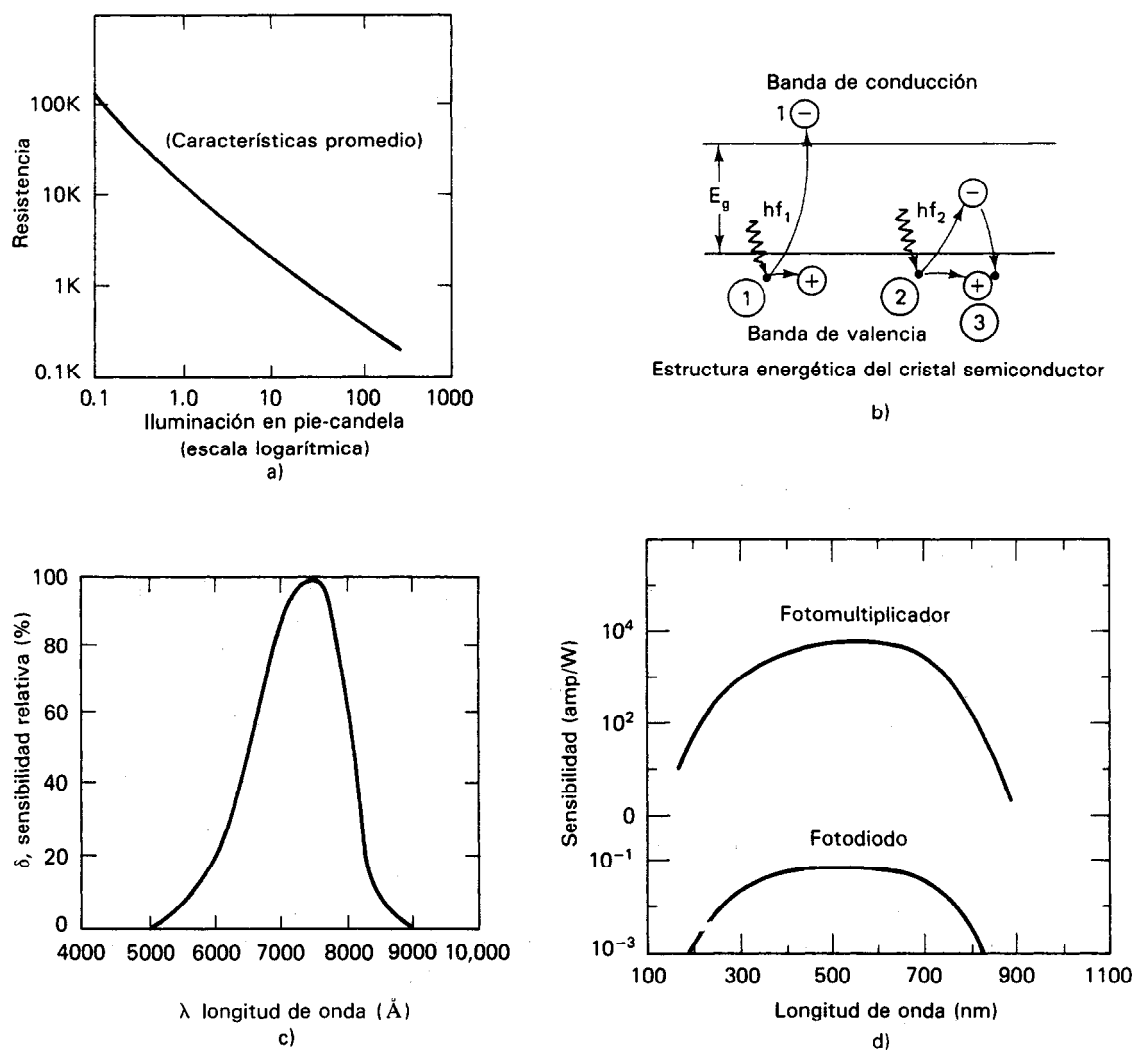 Resistencia
100K
10K
1K
0.1K
(Características promedio)
0.1 1.0 10 100 1000
Iluminación en pie-candela
(escala logarítmica)
a)
Banda de conducción
1 −
E_g
hf₁
hf₂
−
+
+
1
2
3
Banda de valencia
Estructura energética del cristal semiconductor
b)
δ, sensibilidad relativa (%)
100
80
60
40
20
0
4000 5000 6000 7000 8000 9000 10,000
λ longitud de onda (Å)
c)
Sensibilidad (amp/W)
10⁴
10²
0
10⁻¹
10⁻³
Fotomultiplicador
Fotodiodo
100 300 500 700 900 1100
Longitud de onda (nm)
d)